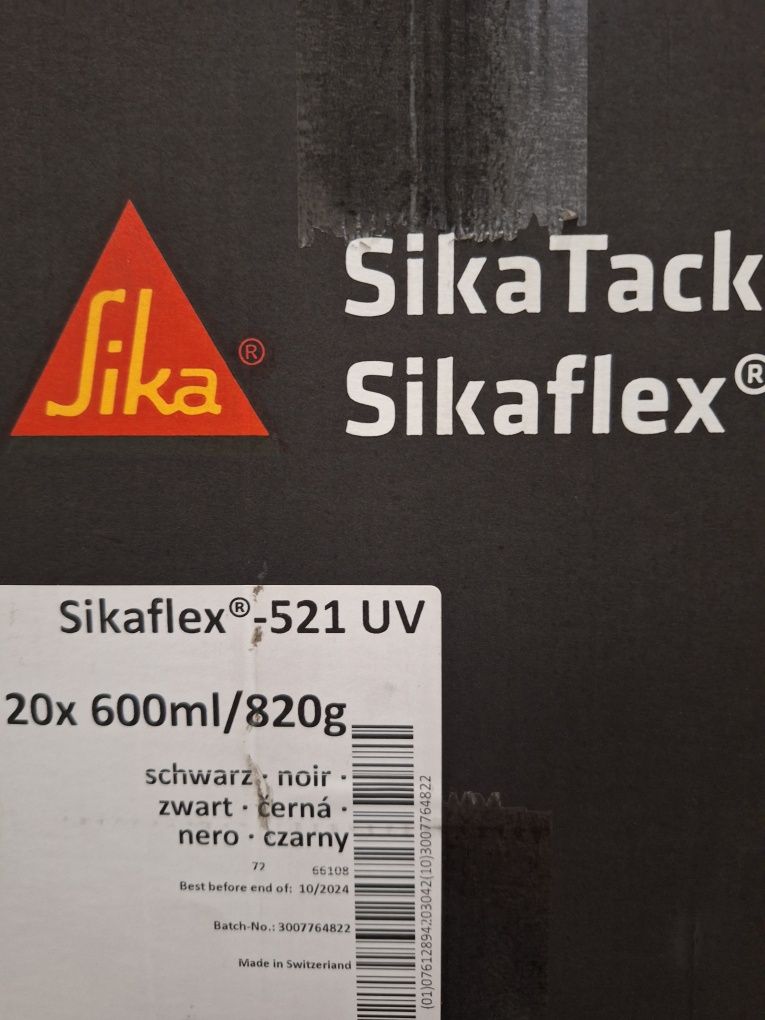 SikaTack
Sika®
Sikaflex®
Sikaflex®-521 UV
20x 600ml/820g
schwarz · noir ·
zwart · černá ·
nero · czarny
72 66108
Best before end of: 10/2024
Batch-No.: 3007764822
Made in Switzerland
(01)07612894203042(10)3007764822